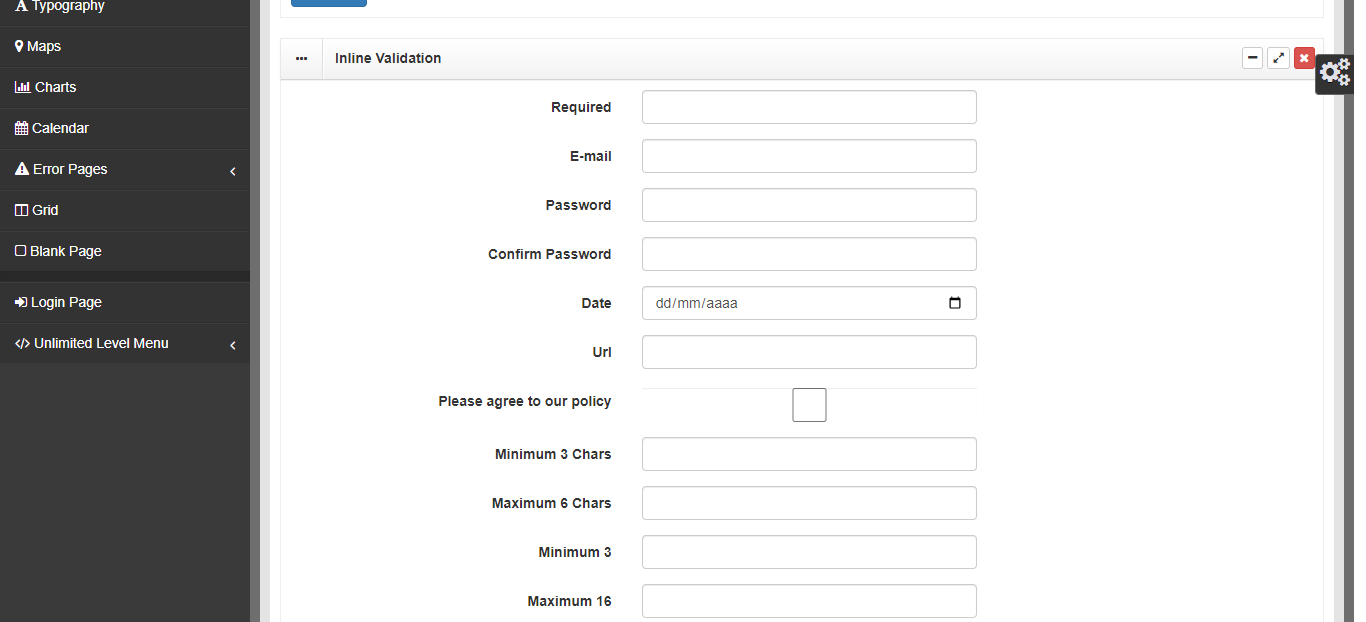 Typography
Maps
Charts
Calendar
Error Pages
Grid
Blank Page
Login Page
Unlimited Level Menu
Inline Validation
Required
E-mail
Password
Confirm Password
Date
dd/mm/aaaa
Url
Please agree to our policy
Minimum 3 Chars
Maximum 6 Chars
Minimum 3
Maximum 16